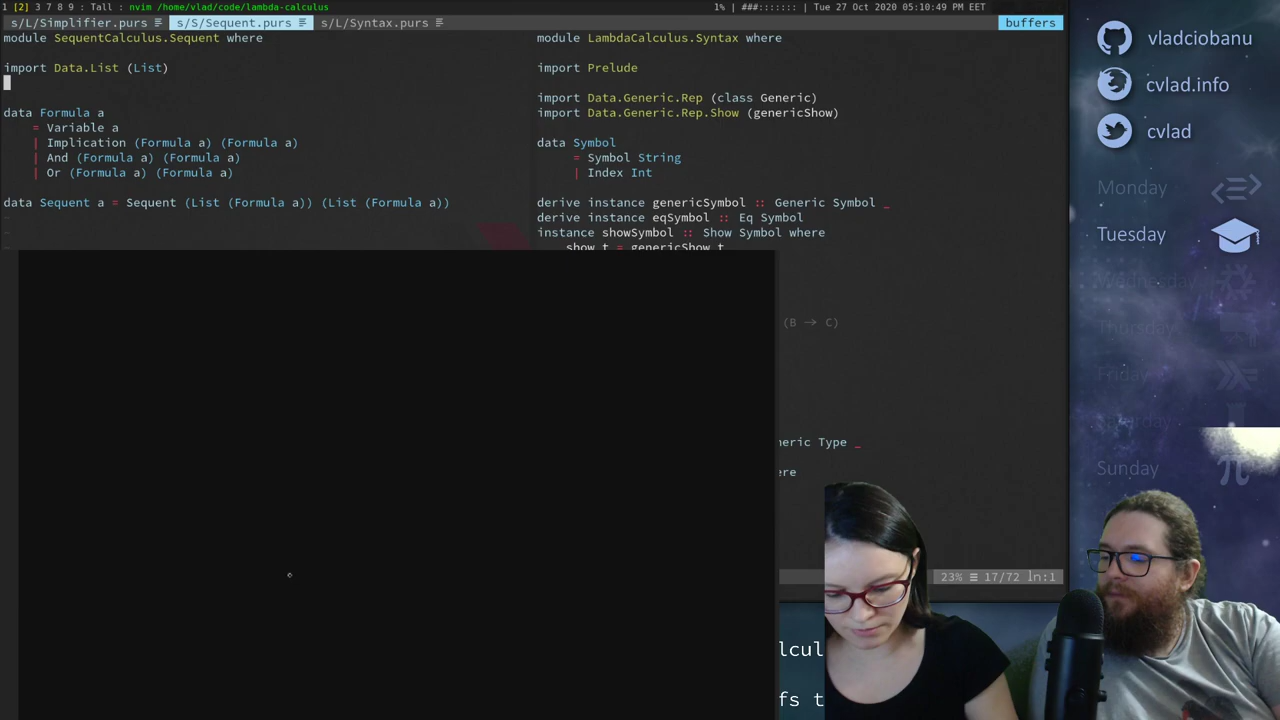 1 [2] 3 7 8 9 : Tall : nvim /home/vlad/code/lambda-calculus
1% | ###::::::: | Tue 27 Oct 2020 05:10:49 PM EET
s/L/Simplifier.purs
s/S/Sequent.purs
s/L/Syntax.purs
buffers
module SequentCalculus.Sequent where
import Data.List (List)
data Formula a
= Variable a
| Implication (Formula a) (Formula a)
| And (Formula a) (Formula a)
| Or (Formula a) (Formula a)
data Sequent a = Sequent (List (Formula a)) (List (Formula a))
~
~
module LambdaCalculus.Syntax where
import Prelude
import Data.Generic.Rep (class Generic)
import Data.Generic.Rep.Show (genericShow)
data Symbol
= Symbol String
| Index Int
derive instance genericSymbol :: Generic Symbol _
derive instance eqSymbol :: Eq Symbol
instance showSymbol :: Show Symbol where
show t = genericShow t
(B → C)
neric Type _
ere
23% ≡ 17/72 ln:1
lcul
fs t
vladciobanu
cvlad.info
cvlad
Monday
Tuesday
Wednesday
Thursday
Friday
Saturday
Sunday